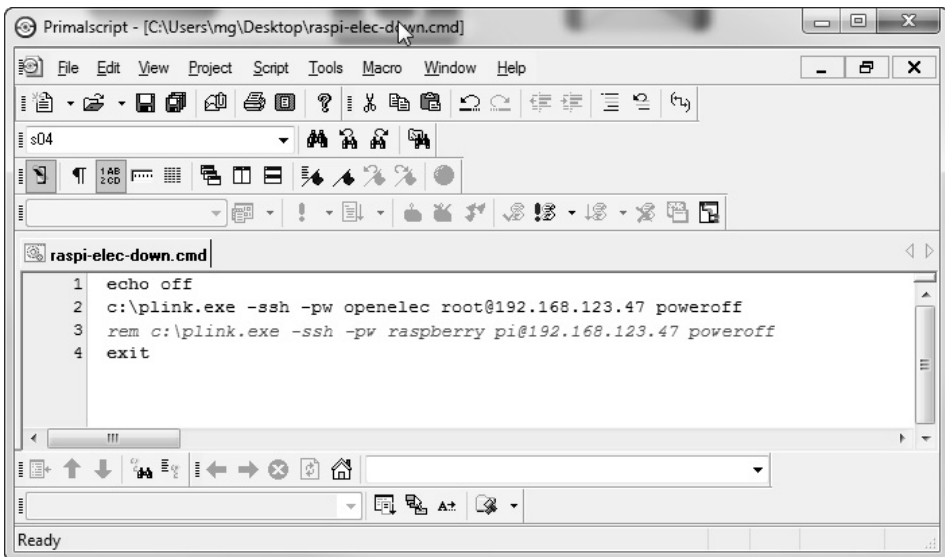 Primalscript - [C:\Users\mg\Desktop\raspi-elec-down.cmd]
File Edit View Project Script Tools Macro Window Help
s04
raspi-elec-down.cmd
1 echo off
2 c:\plink.exe -ssh -pw openelec root@192.168.123.47 poweroff
3 rem c:\plink.exe -ssh -pw raspberry pi@192.168.123.47 poweroff
4 exit
Ready